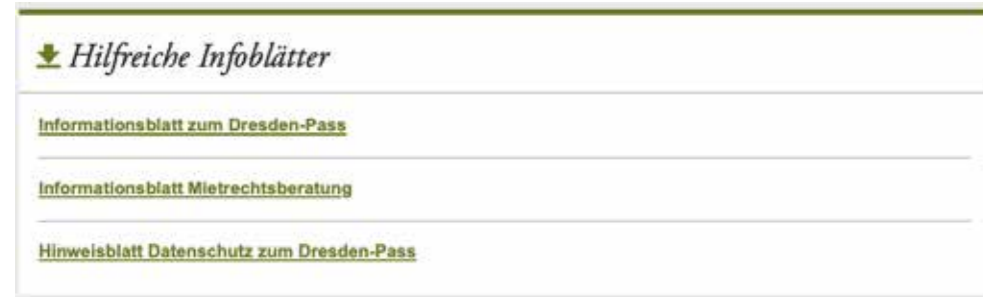 Hilfreiche Infoblätter
Informationsblatt zum Dresden-Pass
Informationsblatt Mietrechtsberatung
Hinweisblatt Datenschutz zum Dresden-Pass